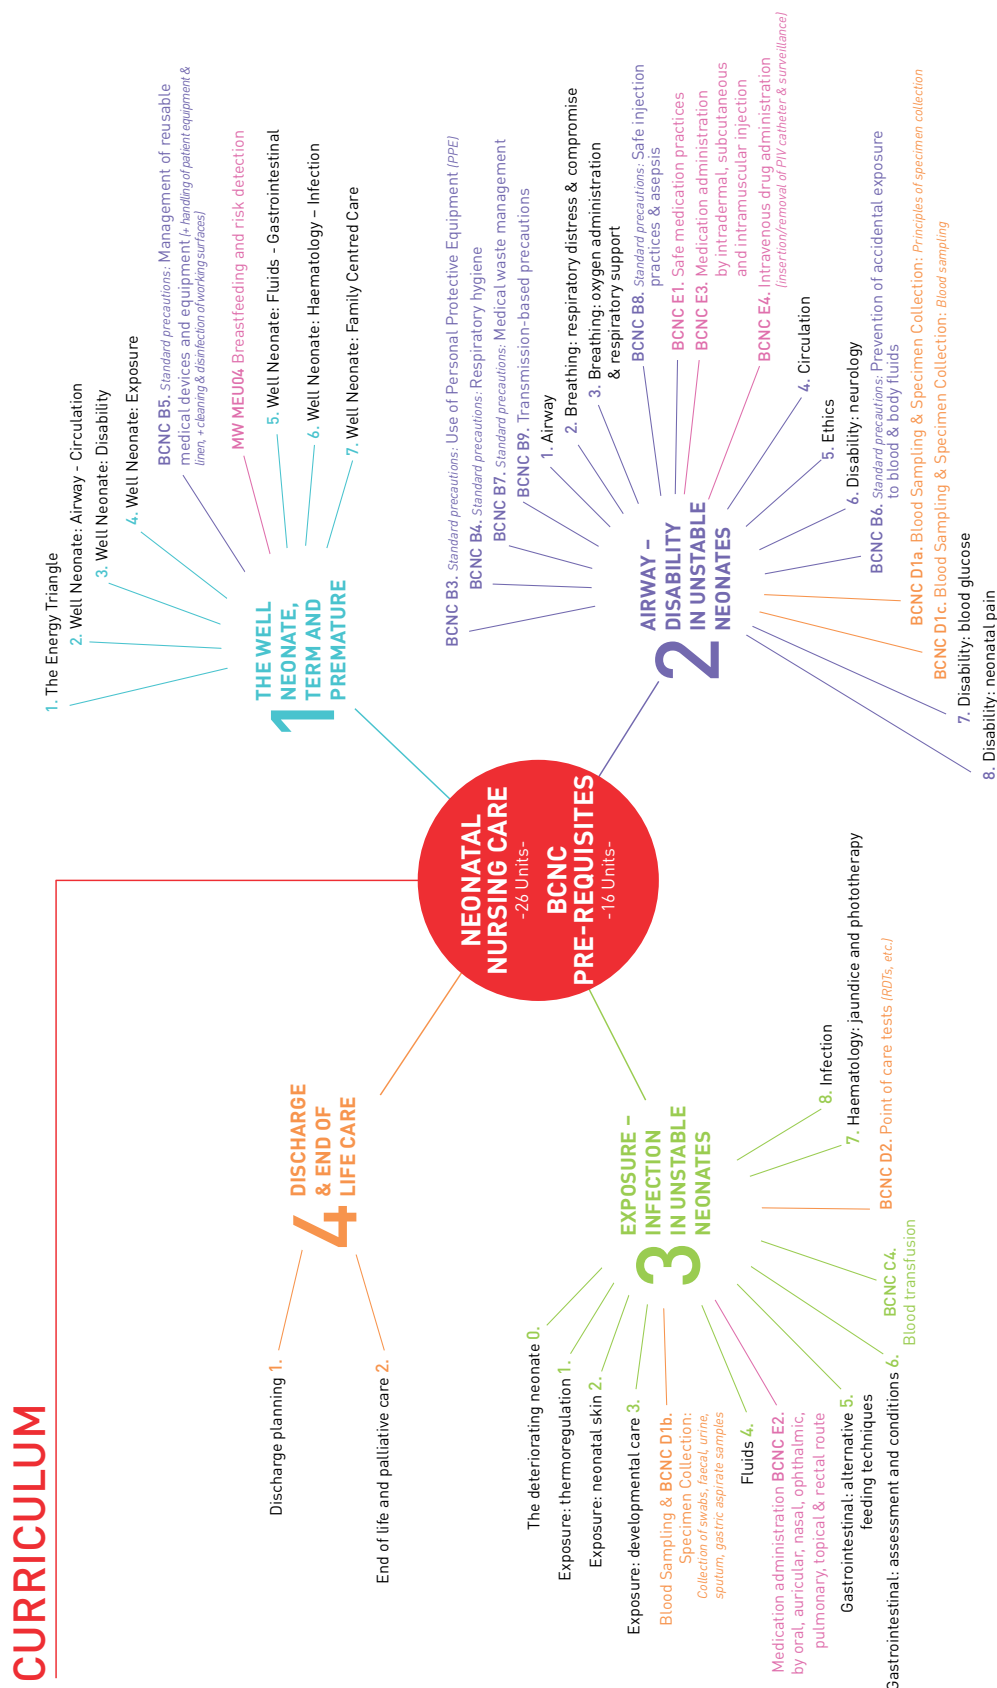 CURRICULUM
NEONATAL
NURSING CARE
-26 Units-
BCNC
PRE-REQUISITES
-16 Units-
1
THE WELL
NEONATE,
TERM AND
PREMATURE
1. The Energy Triangle
2. Well Neonate: Airway - Circulation
3. Well Neonate: Disability
4. Well Neonate: Exposure
BCNC B5. Standard precautions: Management of reusable
medical devices and equipment (+ handling of patient equipment &
linen, + cleaning & disinfection of working surfaces)
MW MEU04 Breastfeeding and risk detection
5. Well Neonate: Fluids - Gastrointestinal
6. Well Neonate: Haematology – Infection
7. Well Neonate: Family Centred Care
2
AIRWAY –
DISABILITY
IN UNSTABLE
NEONATES
BCNC B3. Standard precautions: Use of Personal Protective Equipment (PPE)
BCNC B4. Standard precautions: Respiratory hygiene
BCNC B7. Standard precautions: Medical waste management
BCNC B9. Transmission-based precautions
1. Airway
2. Breathing: respiratory distress & compromise
3. Breathing: oxygen administration
& respiratory support
BCNC B8. Standard precautions: Safe injection
practices & asepsis
BCNC E1. Safe medication practices
BCNC E3. Medication administration
by intradermal, subcutaneous
and intramuscular injection
BCNC E4. Intravenous drug administration
(insertion/removal of PIV catheter & surveillance)
4. Circulation
5. Ethics
6. Disability: neurology
BCNC B6. Standard precautions: Prevention of accidental exposure
to blood & body fluids
BCNC D1a. Blood Sampling & Specimen Collection: Principles of specimen collection
BCNC D1c. Blood Sampling & Specimen Collection: Blood sampling
7. Disability: blood glucose
8. Disability: neonatal pain
3
EXPOSURE –
INFECTION
IN UNSTABLE
NEONATES
The deteriorating neonate 0.
Exposure: thermoregulation 1.
Exposure: neonatal skin 2.
Exposure: developmental care 3.
Blood Sampling & BCNC D1b.
Specimen Collection:
Collection of swabs, faecal, urine,
sputum, gastric aspirate samples
Fluids 4.
Medication administration BCNC E2.
by oral, auricular, nasal, ophthalmic,
pulmonary, topical & rectal route
Gastrointestinal: alternative 5.
feeding techniques
Gastrointestinal: assessment and conditions 6.
BCNC C4.
Blood transfusion
BCNC D2. Point of care tests (RDTs, etc.)
7. Haematology: jaundice and phototherapy
8. Infection
4
DISCHARGE
& END OF
LIFE CARE
Discharge planning 1.
End of life and palliative care 2.